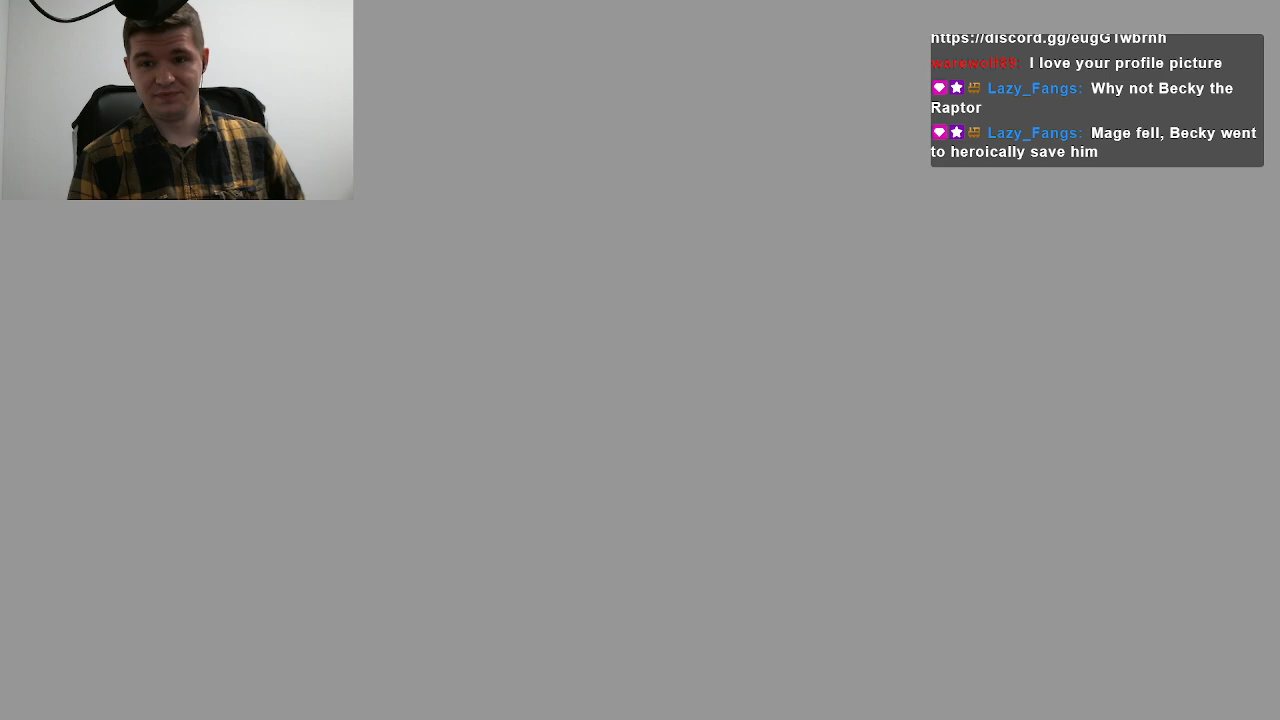 https://discord.gg/eugG1wbrnh
warewolf89: I love your profile picture
Lazy_Fangs: Why not Becky the
Raptor
Lazy_Fangs: Mage fell, Becky went
to heroically save him